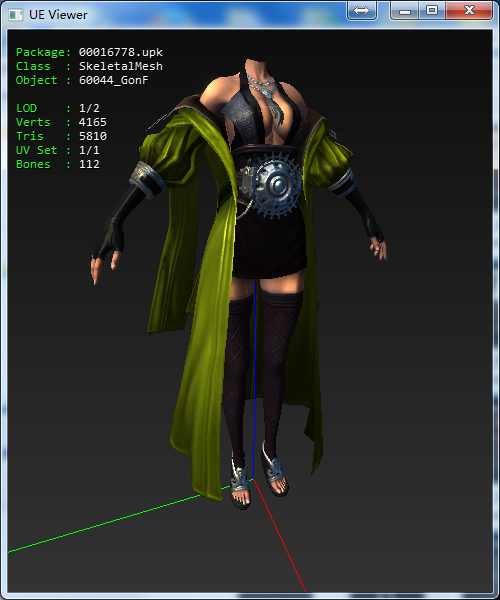 UE Viewer
Package: 00016778.upk
Class : SkeletalMesh
Object : 60044_GonF
LOD : 1/2
Verts : 4165
Tris : 5810
UV Set : 1/1
Bones : 112